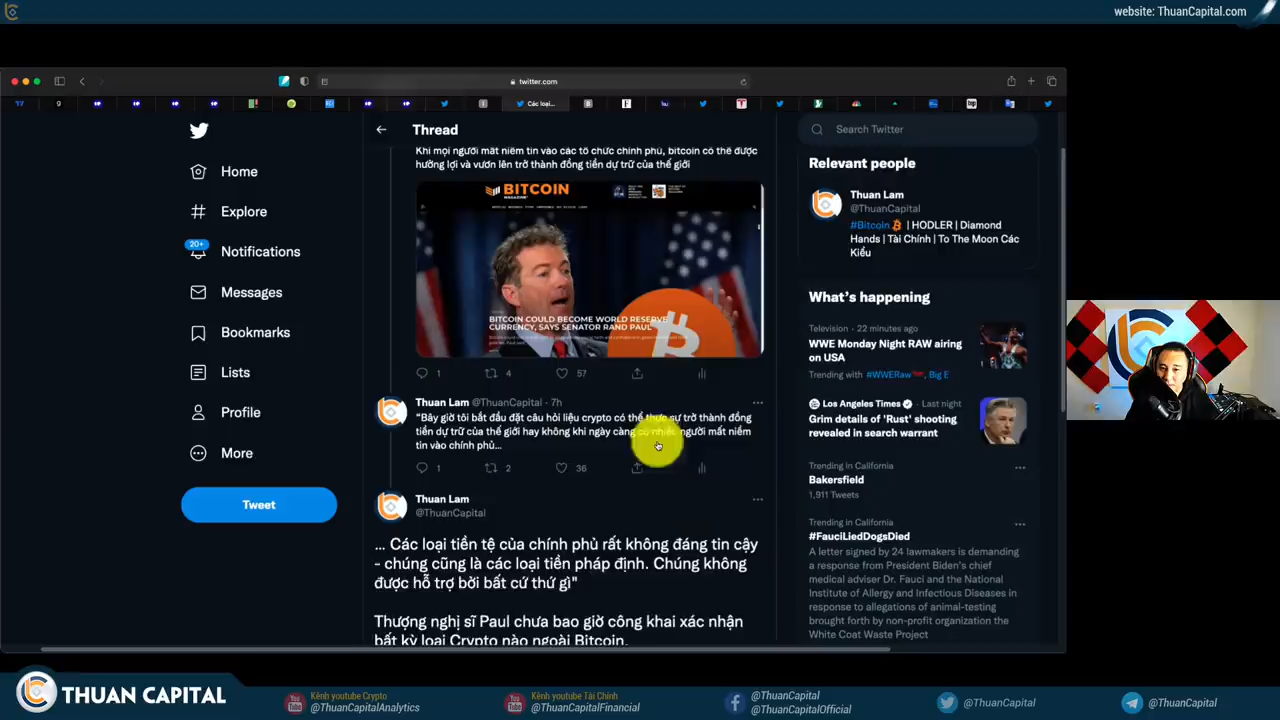 website: ThuanCapital.com
twitter.com
Các loại...
Home
Explore
20+
Notifications
Messages
Bookmarks
Lists
Profile
More
Tweet
Thread
Khi mọi người mất niềm tin vào các tổ chức chính phủ, bitcoin có thể được
hưởng lợi và vươn lên trở thành đồng tiền dự trữ của thế giới
BITCOIN
BITCOIN COULD BECOME WORLD RESERVE
CURRENCY, SAYS SENATOR RAND PAUL
1
4
57
Thuan Lam @ThuanCapital · 7h
"Bây giờ tôi bắt đầu đặt câu hỏi liệu crypto có thể thực sự trở thành đồng
tiền dự trữ của thế giới hay không khi ngày càng có nhiều người mất niềm
tin vào chính phủ...
1
2
36
Thuan Lam
@ThuanCapital
... Các loại tiền tệ của chính phủ rất không đáng tin cậy
- chúng cũng là các loại tiền pháp định. Chúng không
được hỗ trợ bởi bất cứ thứ gì"
Thượng nghị sĩ Paul chưa bao giờ công khai xác nhận
bất kỳ loại Crypto nào ngoài Bitcoin.
Search Twitter
Relevant people
Thuan Lam
@ThuanCapital
#Bitcoin | HODLER | Diamond
Hands | Tài Chính | To The Moon Các
Kiểu
What's happening
Television · 22 minutes ago
WWE Monday Night RAW airing
on USA
Trending with #WWERaw, Big E
Los Angeles Times · Last night
Grim details of 'Rust' shooting
revealed in search warrant
Trending in California
Bakersfield
1,911 Tweets
Trending in California
#FauciLiedDogsDied
A letter signed by 24 lawmakers is demanding
a response from President Biden's chief
medical adviser Dr. Fauci and the National
Institute of Allergy and Infectious Diseases in
response to allegations of animal-testing
brought forth by non-profit organization the
White Coat Waste Project
THUAN CAPITAL
Kênh youtube Crypto
@ThuanCapitalAnalytics
Kênh youtube Tài Chính
@ThuanCapitalFinancial
@ThuanCapital
@ThuanCapitalOfficial
@ThuanCapital
@ThuanCapital